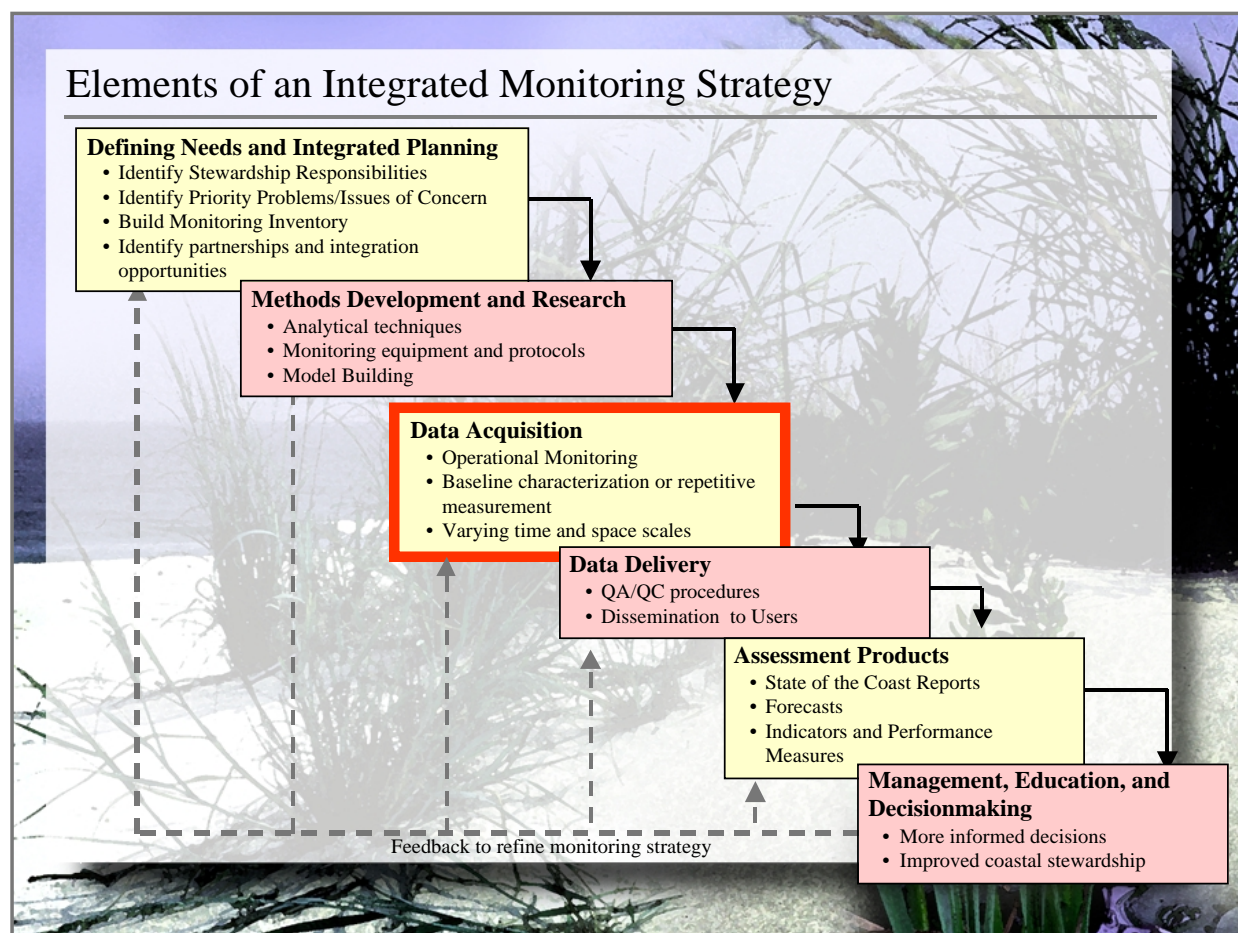 Elements of an Integrated Monitoring Strategy
Defining Needs and Integrated Planning
• Identify Stewardship Responsibilities
• Identify Priority Problems/Issues of Concern
• Build Monitoring Inventory
• Identify partnerships and integration
opportunities
Methods Development and Research
• Analytical techniques
• Monitoring equipment and protocols
• Model Building
Data Acquisition
• Operational Monitoring
• Baseline characterization or repetitive
measurement
• Varying time and space scales
Data Delivery
• QA/QC procedures
• Dissemination to Users
Assessment Products
• State of the Coast Reports
• Forecasts
• Indicators and Performance
Measures
Management, Education, and
Decisionmaking
• More informed decisions
• Improved coastal stewardship
Feedback to refine monitoring strategy